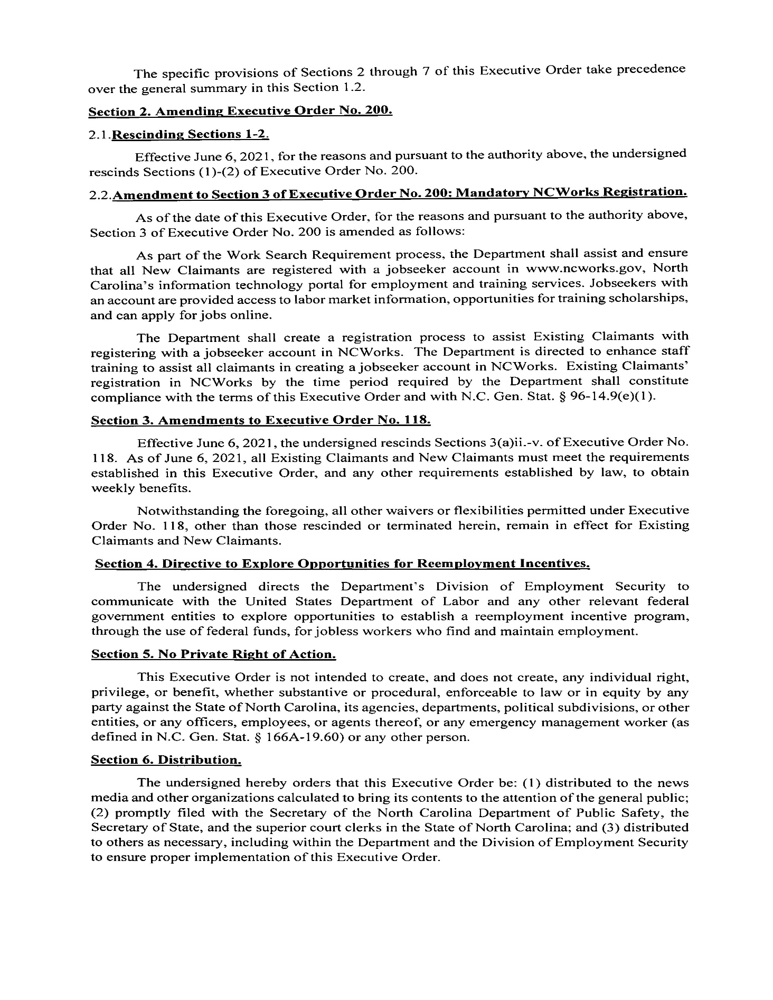 The specific provisions of Sections 2 through 7 of this Executive Order take precedence
over the general summary in this Section 1.2.
Section 2. Amending Executive Order No. 200.
2.1.Rescinding Sections 1-2.
Effective June 6, 2021, for the reasons and pursuant to the authority above, the undersigned
rescinds Sections (1)-(2) of Executive Order No. 200.
2.2.Amendment to Section 3 of Executive Order No. 200: Mandatory NCWorks Registration.
As of the date of this Executive Order, for the reasons and pursuant to the authority above,
Section 3 of Executive Order No. 200 is amended as follows:
As part of the Work Search Requirement process, the Department shall assist and ensure
that all New Claimants are registered with a jobseeker account in www.ncworks.gov, North
Carolina's information technology portal for employment and training services. Jobseekers with
an account are provided access to labor market information, opportunities for training scholarships,
and can apply for jobs online.
The Department shall create a registration process to assist Existing Claimants with
registering with a jobseeker account in NCWorks. The Department is directed to enhance staff
training to assist all claimants in creating a jobseeker account in NCWorks. Existing Claimants'
registration in NCWorks by the time period required by the Department shall constitute
compliance with the terms of this Executive Order and with N.C. Gen. Stat. § 96-14.9(e)(1).
Section 3. Amendments to Executive Order No. 118.
Effective June 6, 2021, the undersigned rescinds Sections 3(a)ii.-v. of Executive Order No.
118. As of June 6, 2021, all Existing Claimants and New Claimants must meet the requirements
established in this Executive Order, and any other requirements established by law, to obtain
weekly benefits.
Notwithstanding the foregoing, all other waivers or flexibilities permitted under Executive
Order No. 118, other than those rescinded or terminated herein, remain in effect for Existing
Claimants and New Claimants.
Section 4. Directive to Explore Opportunities for Reemployment Incentives.
The undersigned directs the Department's Division of Employment Security to
communicate with the United States Department of Labor and any other relevant federal
government entities to explore opportunities to establish a reemployment incentive program,
through the use of federal funds, for jobless workers who find and maintain employment.
Section 5. No Private Right of Action.
This Executive Order is not intended to create, and does not create, any individual right,
privilege, or benefit, whether substantive or procedural, enforceable to law or in equity by any
party against the State of North Carolina, its agencies, departments, political subdivisions, or other
entities, or any officers, employees, or agents thereof, or any emergency management worker (as
defined in N.C. Gen. Stat. § 166A-19.60) or any other person.
Section 6. Distribution.
The undersigned hereby orders that this Executive Order be: (1) distributed to the news
media and other organizations calculated to bring its contents to the attention of the general public;
(2) promptly filed with the Secretary of the North Carolina Department of Public Safety, the
Secretary of State, and the superior court clerks in the State of North Carolina; and (3) distributed
to others as necessary, including within the Department and the Division of Employment Security
to ensure proper implementation of this Executive Order.